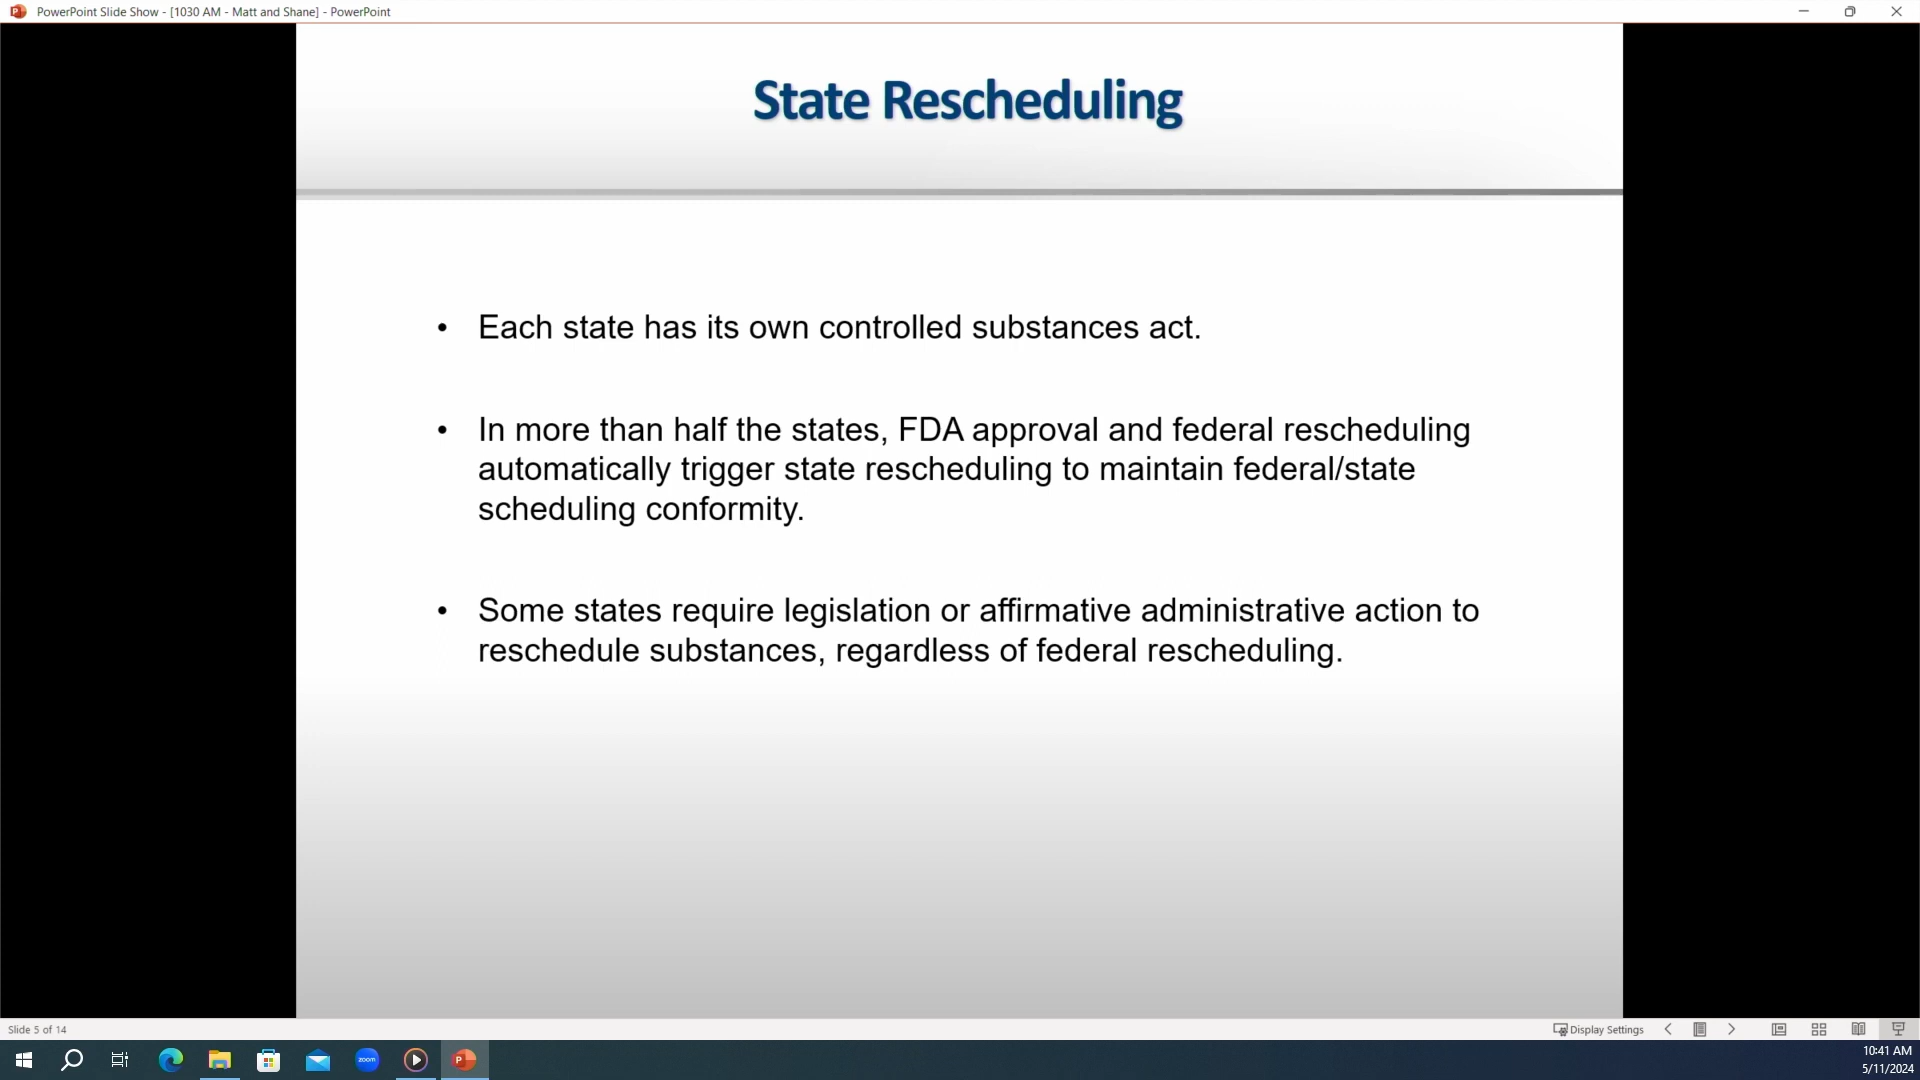 PowerPoint Slide Show - [1030 AM - Matt and Shane] - PowerPoint
State Rescheduling
• Each state has its own controlled substances act.
• In more than half the states, FDA approval and federal rescheduling
automatically trigger state rescheduling to maintain federal/state
scheduling conformity.
• Some states require legislation or affirmative administrative action to
reschedule substances, regardless of federal rescheduling.
Slide 5 of 14
Display Settings
zoom
10:41 AM
5/11/2024